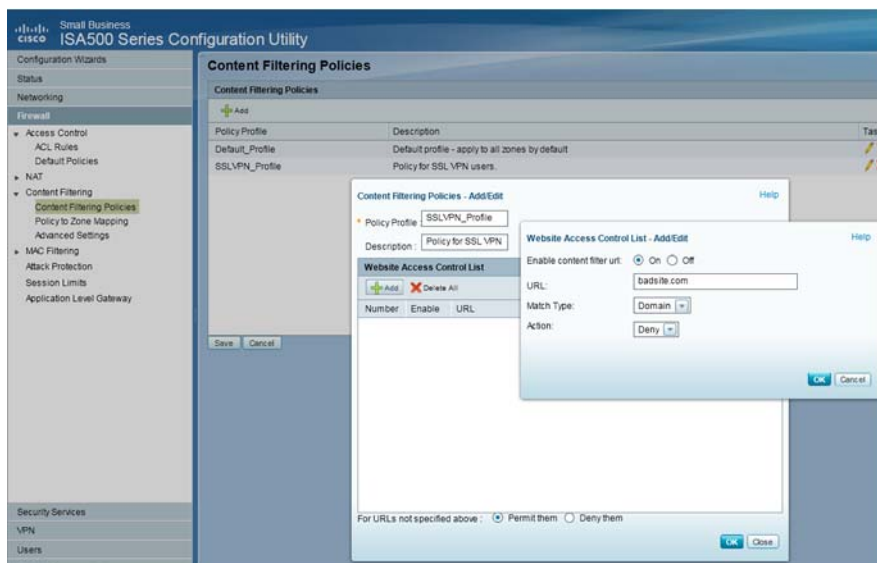 Small Business
cisco ISA500 Series Configuration Utility
Configuration Wizards
Status
Networking
Firewall
Access Control
ACL Rules
Default Policies
NAT
Content Filtering
Content Filtering Policies
Policy to Zone Mapping
Advanced Settings
MAC Filtering
Attack Protection
Session Limits
Application Level Gateway
Security Services
VPN
Users
Content Filtering Policies
Content Filtering Policies
Add
Policy Profile Description Tas
Default_Profile Default profile - apply to all zones by default
SSLVPN_Profile Policy for SSL VPN users.
Save Cancel
Content Filtering Policies - Add/Edit Help
* Policy Profile SSLVPN_Profile
Description : Policy for SSL VPN
Website Access Control List
Add Delete All
Number Enable URL
For URLs not specified above : Permit them Deny them
OK Close
Website Access Control List - Add/Edit Help
Enable content filter url: On Off
URL: badsite.com
Match Type: Domain
Action: Deny
OK Cancel